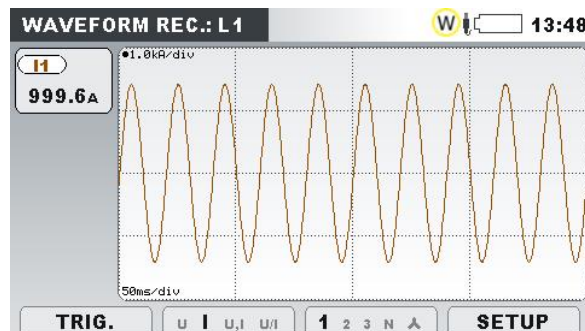 WAVEFORM REC.: L1
W
13:48
I1
999.6A
1.0kA/div
50ms/div
TRIG.
U I U,I U/I
1 2 3 N
SETUP